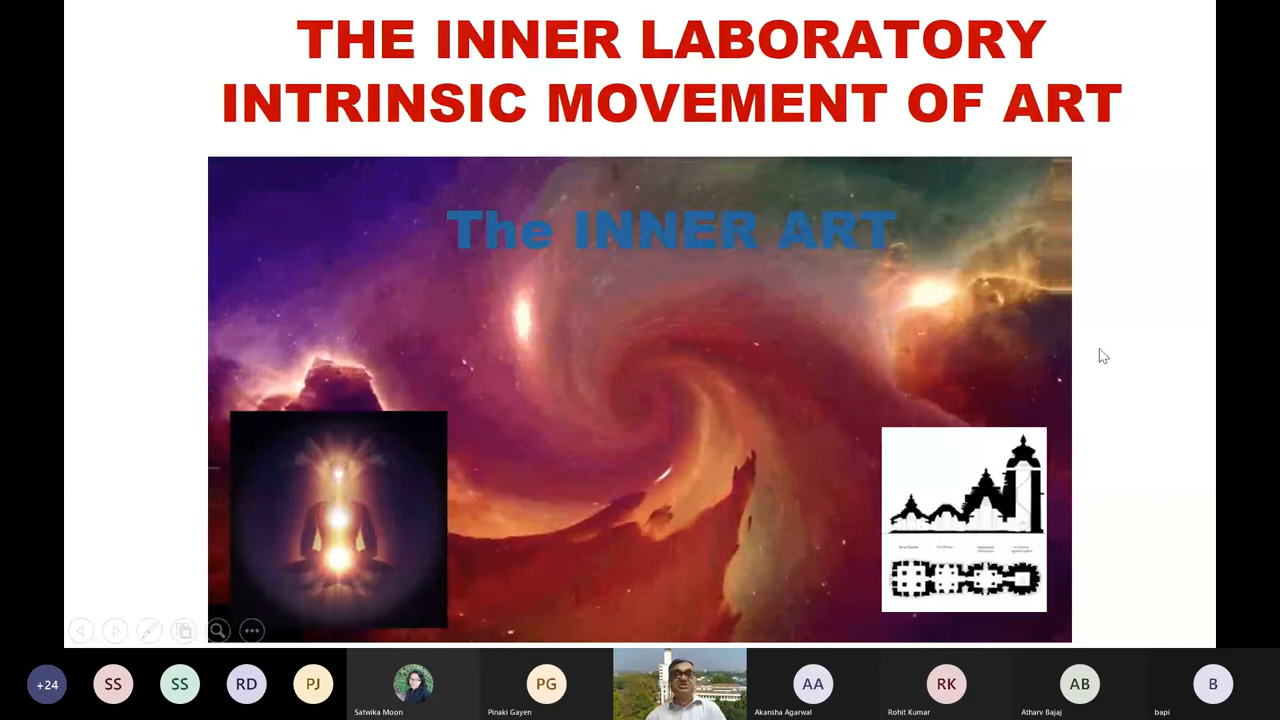 THE INNER LABORATORY
INTRINSIC MOVEMENT OF ART
The INNER ART
+24
SS
SS
RD
PJ
Satwika Moon
PG
Pinaki Gayen
AA
Akansha Agarwal
RK
Rohit Kumar
AB
Atharv Bajaj
B
bapi